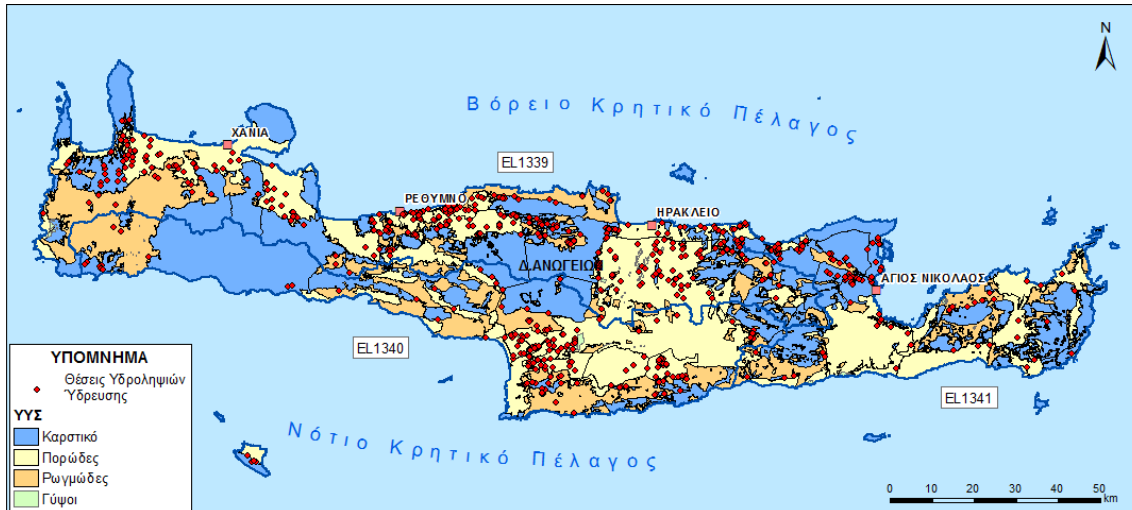 N
Βόρειο Κρητικό Πέλαγος
ΧΑΝΙΑ
EL1339
ΡΕΘΥΜΝΟ
ΗΡΑΚΛΕΙΟ
Δ.ΑΝΩΓΕΙΩΝ
ΑΓΙΟΣ ΝΙΚΟΛΑΟΣ
EL1340
EL1341
Νότιο Κρητικό Πέλαγος
ΥΠΟΜΝΗΜΑ
Θέσεις Υδροληψιών
Ύδρευσης
ΥΥΣ
Καρστικό
Πορώδες
Ρωγμώδες
Γύψοι
0 10 20 30 40 50
km